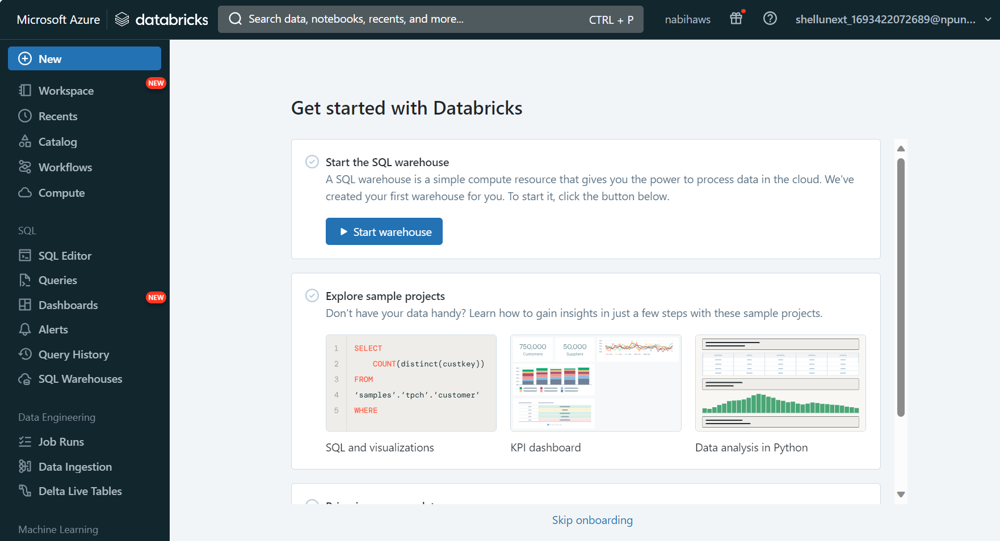 Microsoft Azure
databricks
Search data, notebooks, recents, and more...
CTRL + P
nabihaws
shellunext_1693422072689@npun...
New
Workspace
NEW
Recents
Catalog
Workflows
Compute
SQL
SQL Editor
Queries
Dashboards
NEW
Alerts
Query History
SQL Warehouses
Data Engineering
Job Runs
Data Ingestion
Delta Live Tables
Machine Learning
Get started with Databricks
Start the SQL warehouse
A SQL warehouse is a simple compute resource that gives you the power to process data in the cloud. We've
created your first warehouse for you. To start it, click the button below.
Start warehouse
Explore sample projects
Don't have your data handy? Learn how to gain insights in just a few steps with these sample projects.
1 SELECT
2 COUNT(distinct(custkey))
3 FROM
4 ‘samples’.’tpch’.‘customer’
5 WHERE
750,000
Customers
50,000
Suppliers
SQL and visualizations
KPI dashboard
Data analysis in Python
Skip onboarding